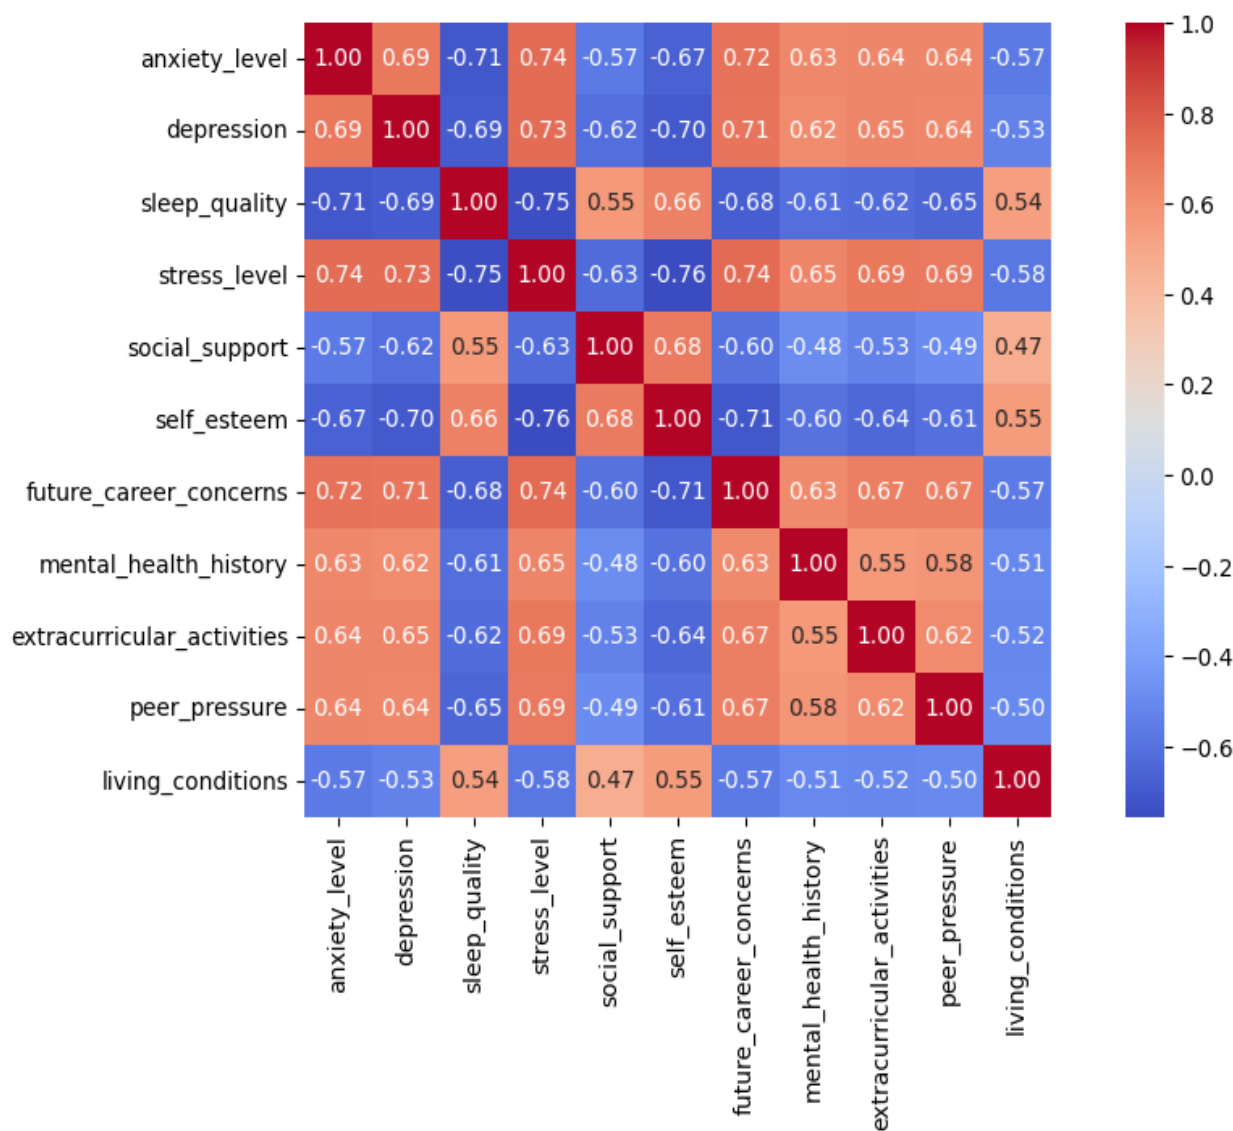 anxiety_level 1.00 0.69 -0.71 0.74 -0.57 -0.67 0.72 0.63 0.64 0.64 -0.57
depression 0.69 1.00 -0.69 0.73 -0.62 -0.70 0.71 0.62 0.65 0.64 -0.53
sleep_quality -0.71 -0.69 1.00 -0.75 0.55 0.66 -0.68 -0.61 -0.62 -0.65 0.54
stress_level 0.74 0.73 -0.75 1.00 -0.63 -0.76 0.74 0.65 0.69 0.69 -0.58
social_support -0.57 -0.62 0.55 -0.63 1.00 0.68 -0.60 -0.48 -0.53 -0.49 0.47
self_esteem -0.67 -0.70 0.66 -0.76 0.68 1.00 -0.71 -0.60 -0.64 -0.61 0.55
future_career_concerns 0.72 0.71 -0.68 0.74 -0.60 -0.71 1.00 0.63 0.67 0.67 -0.57
mental_health_history 0.63 0.62 -0.61 0.65 -0.48 -0.60 0.63 1.00 0.55 0.58 -0.51
extracurricular_activities 0.64 0.65 -0.62 0.69 -0.53 -0.64 0.67 0.55 1.00 0.62 -0.52
peer_pressure 0.64 0.64 -0.65 0.69 -0.49 -0.61 0.67 0.58 0.62 1.00 -0.50
living_conditions -0.57 -0.53 0.54 -0.58 0.47 0.55 -0.57 -0.51 -0.52 -0.50 1.00
anxiety_level
depression
sleep_quality
stress_level
social_support
self_esteem
future_career_concerns
mental_health_history
extracurricular_activities
peer_pressure
living_conditions
1.0
0.8
0.6
0.4
0.2
0.0
−0.2
−0.4
−0.6